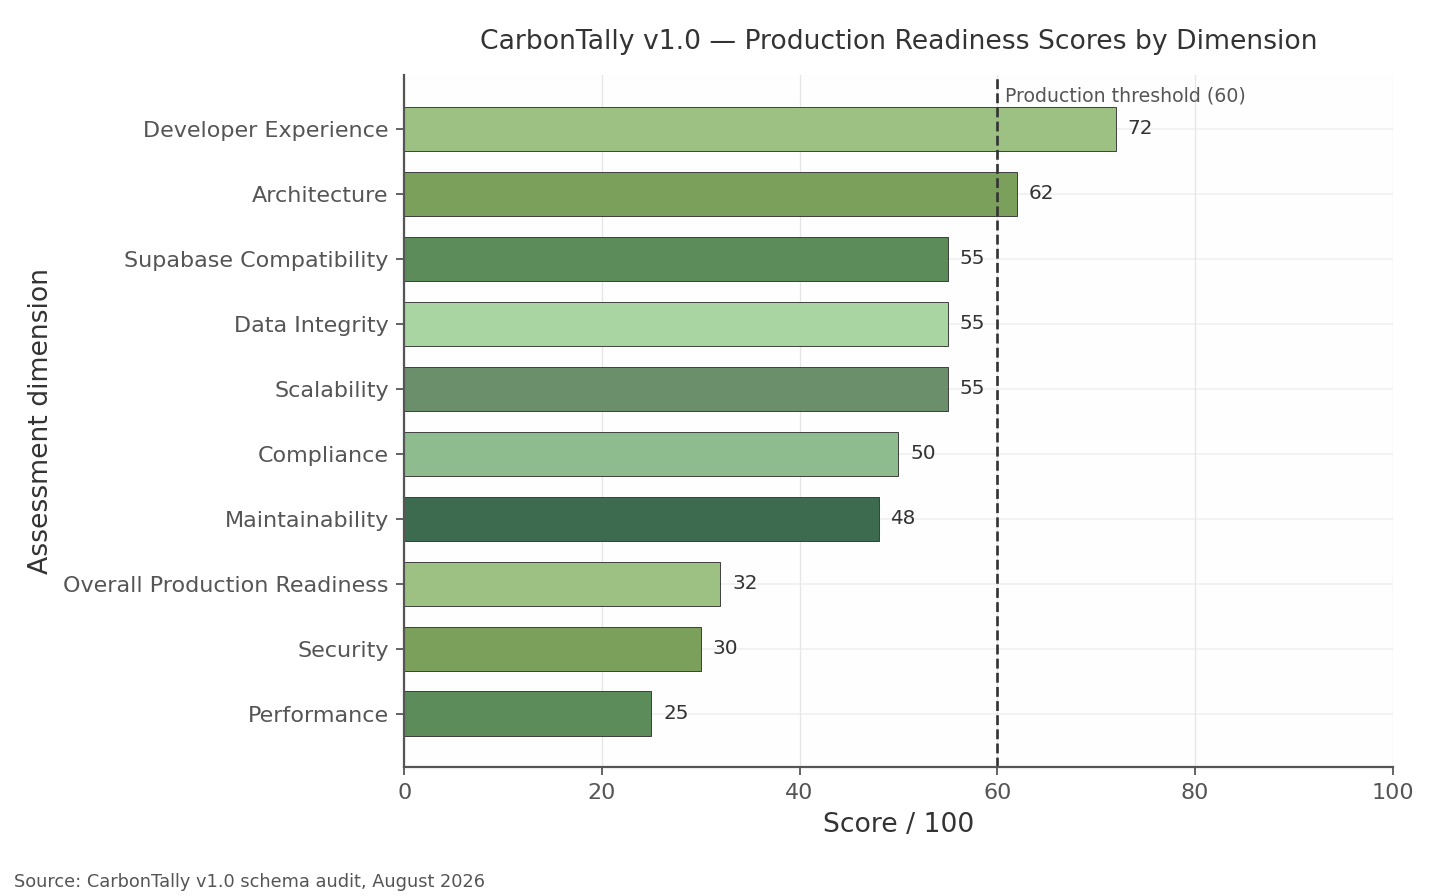 CarbonTally v1.0 — Production Readiness Scores by Dimension
Production threshold (60)
Developer Experience 72
Architecture 62
Supabase Compatibility 55
Data Integrity 55
Scalability 55
Compliance 50
Maintainability 48
Overall Production Readiness 32
Security 30
Performance 25
Assessment dimension
0 20 40 60 80 100
Score / 100
Source: CarbonTally v1.0 schema audit, August 2026